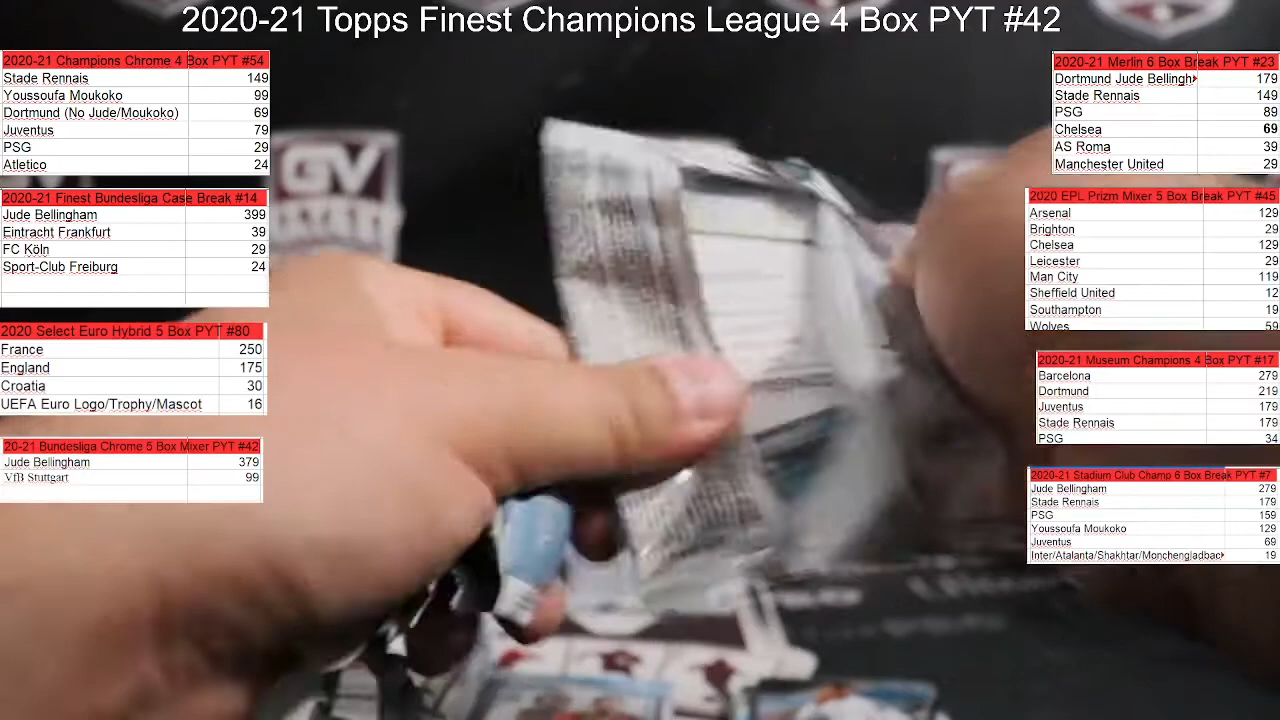 2020-21 Topps Finest Champions League 4 Box PYT #42
2020-21 Champions Chrome 4 Box PYT #54
Stade Rennais 149
Youssoufa Moukoko 99
Dortmund (No Jude/Moukoko) 69
Juventus 79
PSG 29
Atletico 24
2020-21 Finest Bundesliga Case Break #14
Jude Bellingham 399
Eintracht Frankfurt 39
FC Köln 29
Sport-Club Freiburg 24
2020 Select Euro Hybrid 5 Box PYT #80
France 250
England 175
Croatia 30
UEFA Euro Logo/Trophy/Mascot 16
20-21 Bundesliga Chrome 5 Box Mixer PYT #42
Jude Bellingham 379
VfB Stuttgart 99
2020-21 Merlin 6 Box Break PYT #23
Dortmund Jude Bellingh
179
Stade Rennais 149
PSG 89
Chelsea 69
AS Roma 39
Manchester United 29
2020 EPL Prizm Mixer 5 Box Break PYT #45
Arsenal 129
Brighton 29
Chelsea 129
Leicester 29
Man City 119
Sheffield United 12
Southampton 19
Wolves 59
2020-21 Museum Champions 4 Box PYT #17
Barcelona 279
Dortmund 219
Juventus 179
Stade Rennais 179
PSG 34
2020-21 Stadium Club Champ 6 Box Break PYT #7
Jude Bellingham 279
Stade Rennais 179
PSG 159
Youssoufa Moukoko 129
Juventus 69
Inter/Atalanta/Shakhtar/Monchengladbac 19
GV